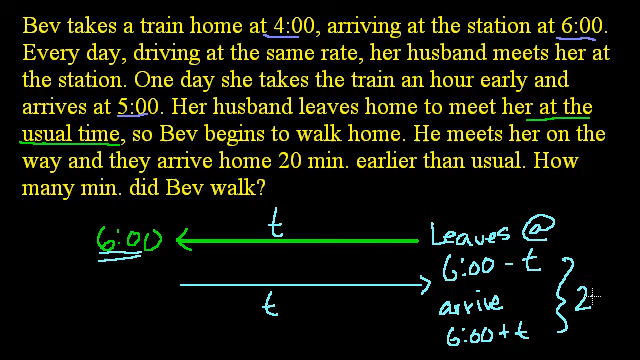 Bev takes a train home at 4:00, arriving at the station at 6:00.
Every day, driving at the same rate, her husband meets her at
the station. One day she takes the train an hour early and
arrives at 5:00. Her husband leaves home to meet her at the
usual time, so Bev begins to walk home. He meets her on the
way and they arrive home 20 min. earlier than usual. How
many min. did Bev walk?
t
6:00
Leaves @
6:00 - t
t
arrive
6:00 + t
2